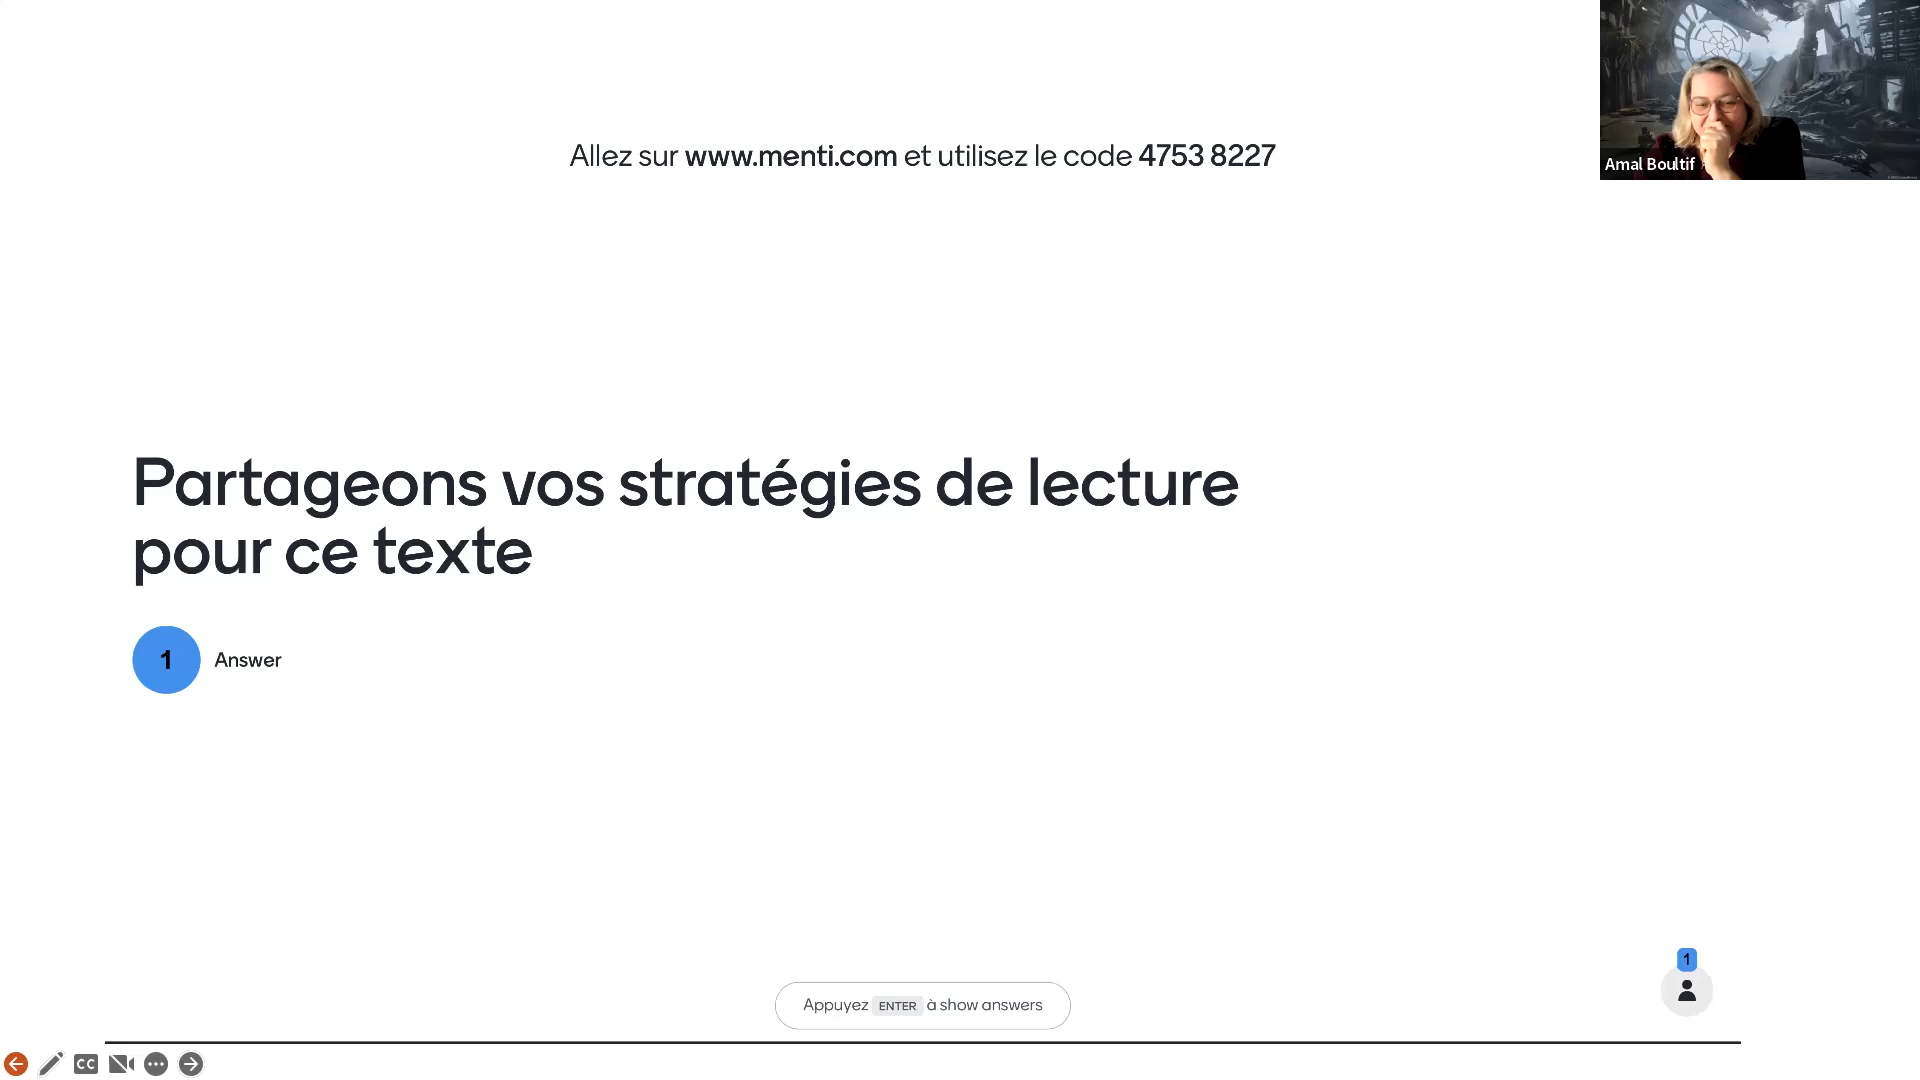 Allez sur www.menti.com et utilisez le code 4753 8227
Amal Boultif
Partageons vos stratégies de lecture
pour ce texte
1 Answer
1
Appuyez ENTER à show answers
CC